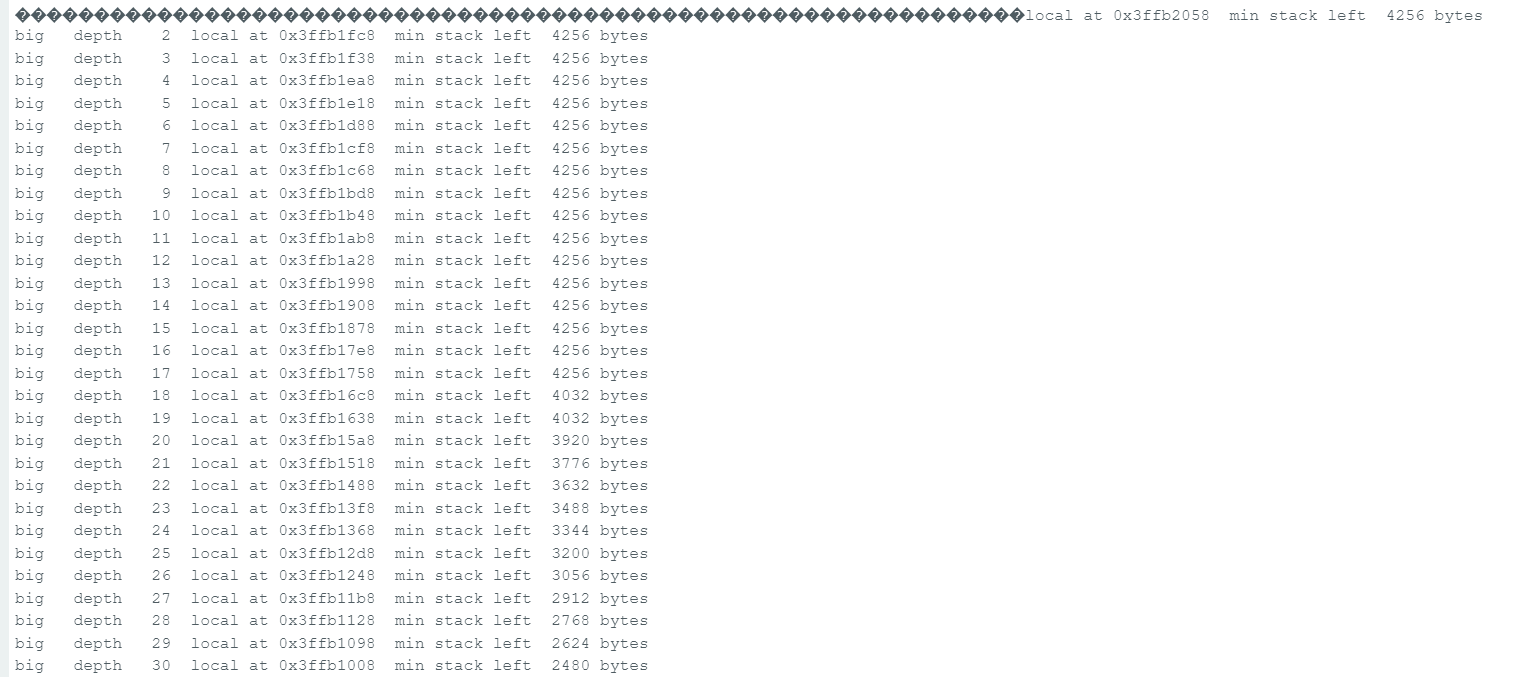 ����������������������������������������������������������������������local at 0x3ffb2058  min stack left  4256 bytes
big   depth    2  local at 0x3ffb1fc8  min stack left  4256 bytes
big   depth    3  local at 0x3ffb1f38  min stack left  4256 bytes
big   depth    4  local at 0x3ffb1ea8  min stack left  4256 bytes
big   depth    5  local at 0x3ffb1e18  min stack left  4256 bytes
big   depth    6  local at 0x3ffb1d88  min stack left  4256 bytes
big   depth    7  local at 0x3ffb1cf8  min stack left  4256 bytes
big   depth    8  local at 0x3ffb1c68  min stack left  4256 bytes
big   depth    9  local at 0x3ffb1bd8  min stack left  4256 bytes
big   depth   10  local at 0x3ffb1b48  min stack left  4256 bytes
big   depth   11  local at 0x3ffb1ab8  min stack left  4256 bytes
big   depth   12  local at 0x3ffb1a28  min stack left  4256 bytes
big   depth   13  local at 0x3ffb1998  min stack left  4256 bytes
big   depth   14  local at 0x3ffb1908  min stack left  4256 bytes
big   depth   15  local at 0x3ffb1878  min stack left  4256 bytes
big   depth   16  local at 0x3ffb17e8  min stack left  4256 bytes
big   depth   17  local at 0x3ffb1758  min stack left  4256 bytes
big   depth   18  local at 0x3ffb16c8  min stack left  4032 bytes
big   depth   19  local at 0x3ffb1638  min stack left  4032 bytes
big   depth   20  local at 0x3ffb15a8  min stack left  3920 bytes
big   depth   21  local at 0x3ffb1518  min stack left  3776 bytes
big   depth   22  local at 0x3ffb1488  min stack left  3632 bytes
big   depth   23  local at 0x3ffb13f8  min stack left  3488 bytes
big   depth   24  local at 0x3ffb1368  min stack left  3344 bytes
big   depth   25  local at 0x3ffb12d8  min stack left  3200 bytes
big   depth   26  local at 0x3ffb1248  min stack left  3056 bytes
big   depth   27  local at 0x3ffb11b8  min stack left  2912 bytes
big   depth   28  local at 0x3ffb1128  min stack left  2768 bytes
big   depth   29  local at 0x3ffb1098  min stack left  2624 bytes
big   depth   30  local at 0x3ffb1008  min stack left  2480 bytes